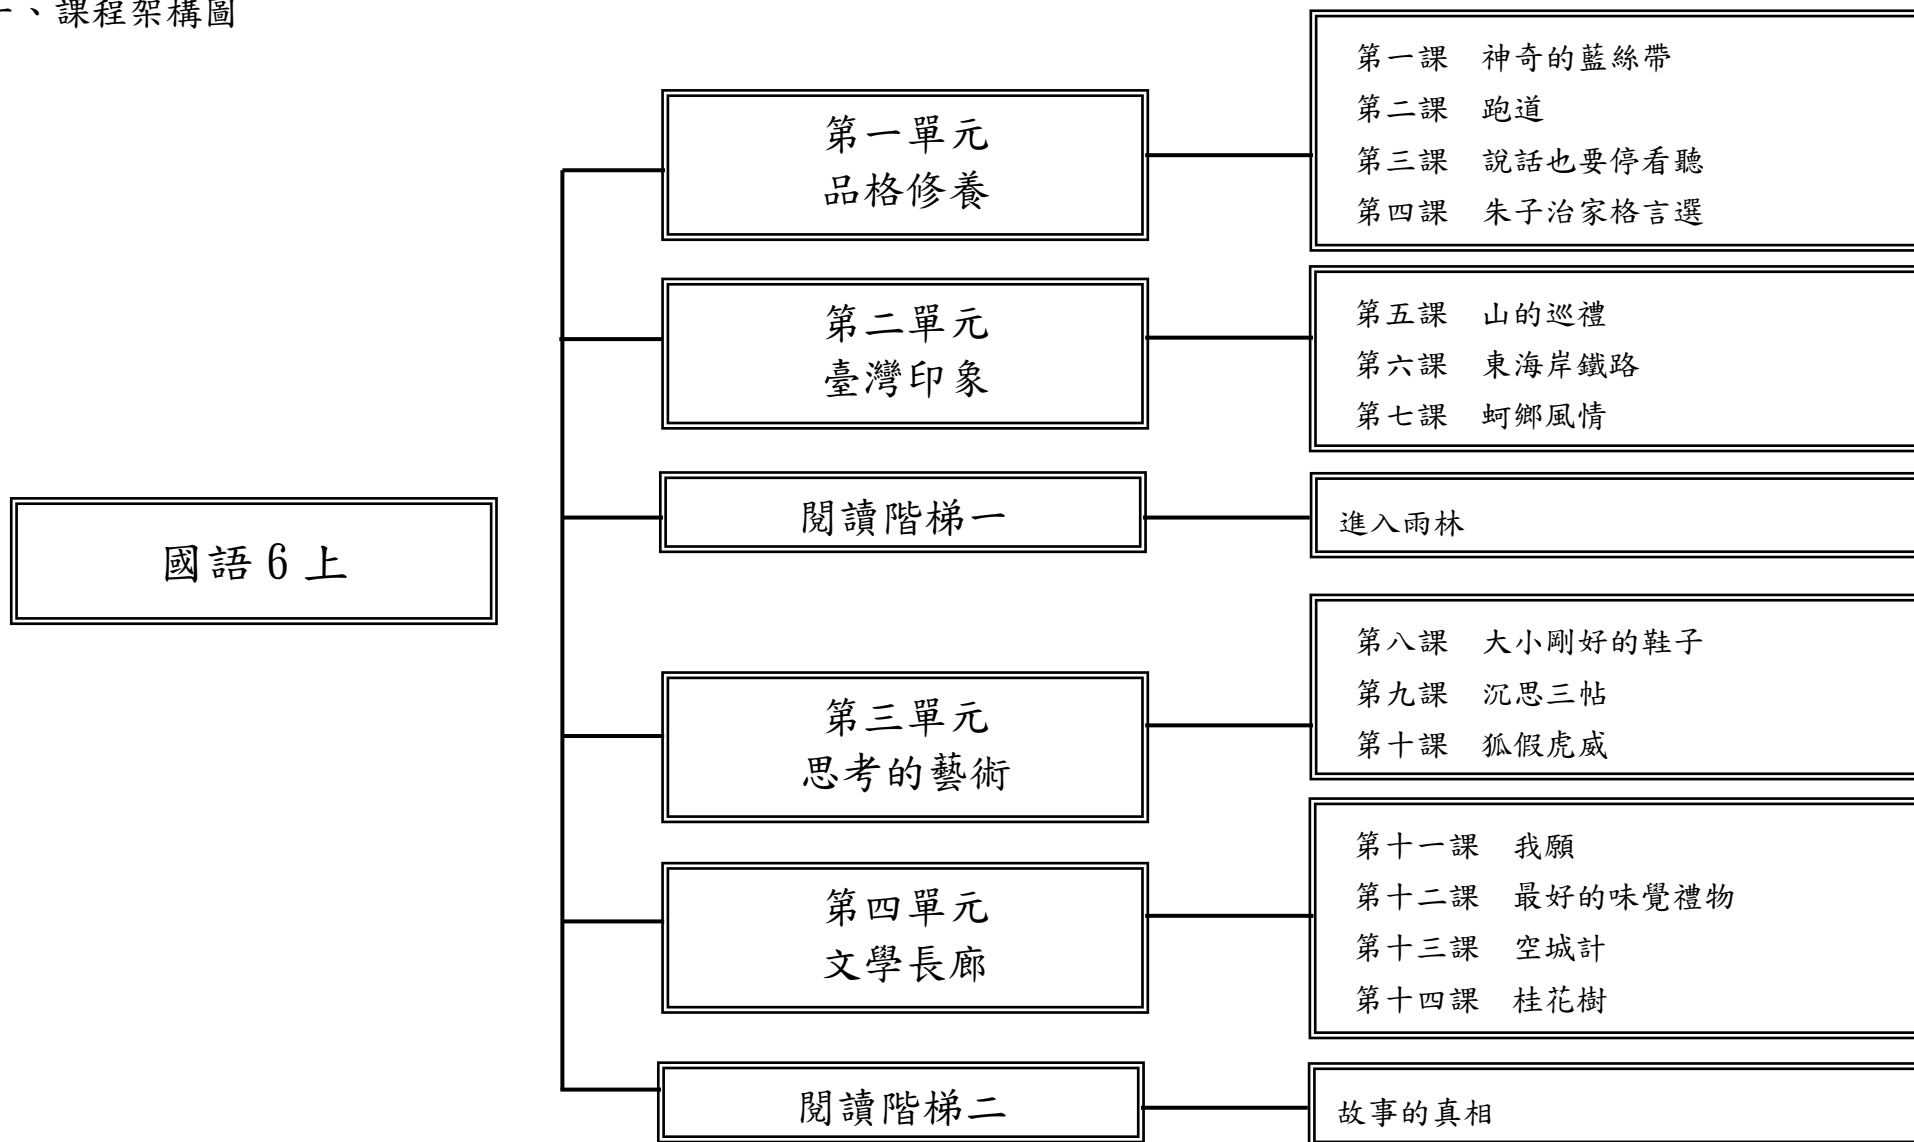 一、課程架構圖
國語6上
第一單元
品格修養
第一課　神奇的藍絲帶
第二課　跑道
第三課　說話也要停看聽
第四課　朱子治家格言選
第二單元
臺灣印象
第五課　山的巡禮
第六課　東海岸鐵路
第七課　蚵鄉風情
閱讀階梯一
進入雨林
第三單元
思考的藝術
第八課　大小剛好的鞋子
第九課　沉思三帖
第十課　狐假虎威
第四單元
文學長廊
第十一課　我願
第十二課　最好的味覺禮物
第十三課　空城計
第十四課　桂花樹
閱讀階梯二
故事的真相